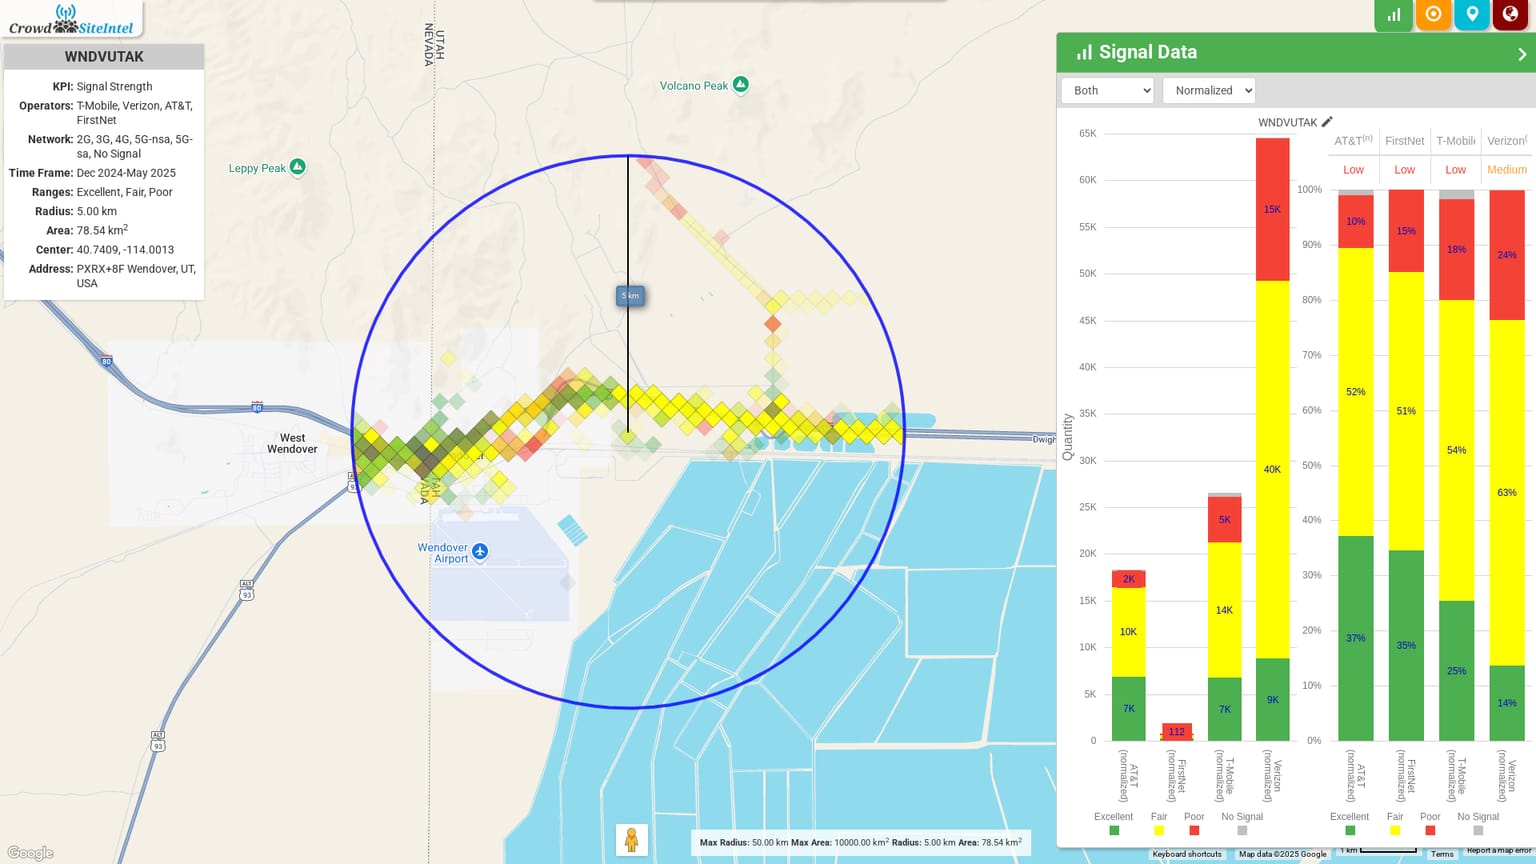 Crowd SiteIntel
WNDVUTAK
KPI: Signal Strength
Operators: T-Mobile, Verizon, AT&T,
FirstNet
Network: 2G, 3G, 4G, 5G-nsa, 5G-
sa, No Signal
Time Frame: Dec 2024-May 2025
Ranges: Excellent, Fair, Poor
Radius: 5.00 km
Area: 78.54 km2
Center: 40.7409, -114.0013
Address: PXRX+8F Wendover, UT,
USA
UTAH
NEVADA
Volcano Peak
Leppy Peak
5 km
80
80
West
Wendover
Wendover
Airport
ALT
93
ALT
93
Dwigh
Google
Max Radius: 50.00 km Max Area: 10000.00 km2 Radius: 5.00 km Area: 78.54 km2
Signal Data
Both
Normalized
WNDVUTAK
65K
60K
55K
50K
45K
40K
35K
30K
25K
20K
15K
10K
5K
0
Quantity
2K
10K
7K
112
5K
14K
7K
15K
40K
9K
AT&T
(normalized)
FirstNet
(normalized)
T-Mobile
(normalized)
Verizon
(normalized)
Excellent
Fair
Poor
No Signal
AT&T(n)
FirstNet
T-Mobile
Verizon(
Low
Low
Low
Medium
100%
90%
80%
70%
60%
50%
40%
30%
20%
10%
0%
10%
52%
37%
15%
51%
35%
18%
54%
25%
24%
63%
14%
AT&T
(normalized)
FirstNet
(normalized)
T-Mobile
(normalized)
Verizon
(normalized)
Excellent
Fair
Poor
No Signal
Keyboard shortcuts
Map data ©2025 Google
1 km
Terms
Report a map error